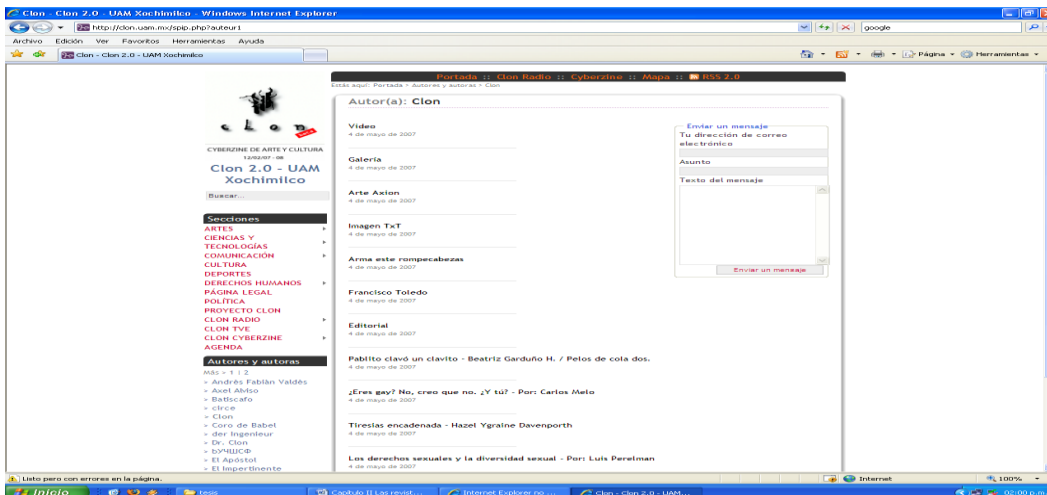 Clon - Clon 2.0 - UAM Xochimilco - Windows Internet Explorer
http://clon.uam.mx/spip.php?auteur1
google
Archivo Edición Ver Favoritos Herramientas Ayuda
Clon - Clon 2.0 - UAM Xochimilco
Página Herramientas
Portada :: Clon Radio :: Cyberzine :: Mapa :: RSS 2.0
Estás aquí: Portada > Autores y autoras > Clon
clon
CYBERZINE DE ARTE Y CULTURA
12/02/07 - 08
Clon 2.0 - UAM
Xochimilco
Buscar...
Secciones
ARTES
CIENCIAS Y
TECNOLOGÍAS
COMUNICACIÓN
CULTURA
DEPORTES
DERECHOS HUMANOS
PÁGINA LEGAL
POLÍTICA
PROYECTO CLON
CLON RADIO
CLON TVE
CLON CYBERZINE
AGENDA
Autores y autoras
Más > 1 | 2
» Andrés Fabián Valdés
» Axel Alviso
» Batiscafo
» circe
» Clon
» Coro de Babel
» der Ingenieur
» Dr. Clon
» ЬУЧШСФ
» El Apóstol
» El Impertinente
Autor(a): Clon
Video
4 de mayo de 2007
Galería
4 de mayo de 2007
Arte Axion
4 de mayo de 2007
Imagen TxT
4 de mayo de 2007
Arma este rompecabezas
4 de mayo de 2007
Francisco Toledo
4 de mayo de 2007
Editorial
4 de mayo de 2007
Pablito clavó un clavito - Beatriz Garduño H. / Pelos de cola dos.
4 de mayo de 2007
¿Eres gay? No, creo que no. ¿Y tú? - Por: Carlos Melo
4 de mayo de 2007
Tiresias encadenada - Hazel Ygraine Davenporth
4 de mayo de 2007
Los derechos sexuales y la diversidad sexual - Por: Luis Perelman
4 de mayo de 2007
Enviar un mensaje
Tu dirección de correo
electrónico
Asunto
Texto del mensaje
Enviar un mensaje
Listo pero con errores en la página.
Internet
100%
Inicio
tesis
Capítulo II Las revist...
Internet Explorer no ...
Clon - Clon 2.0 - UAM...
02:00 p.m.